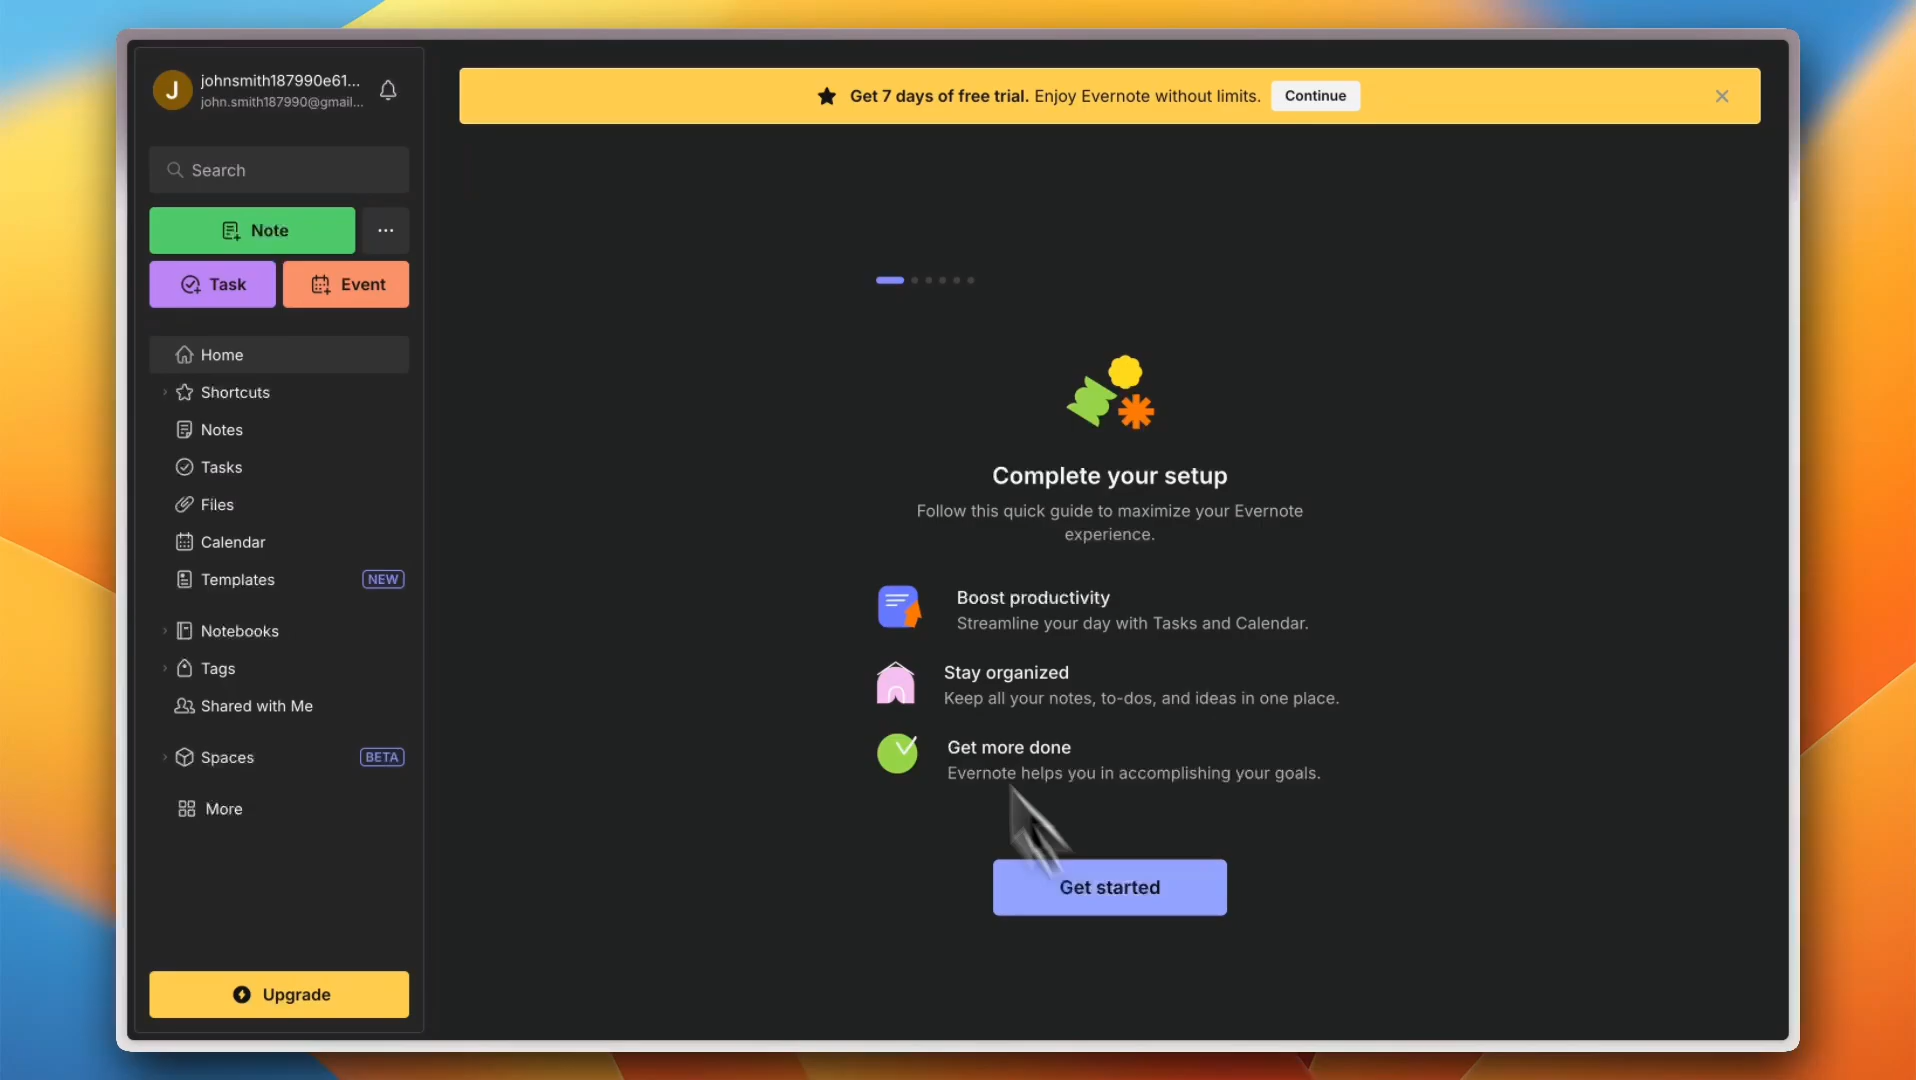 J
johnsmith187990e61...
john.smith187990@gmail...
Search
Note
Task
Event
Home
Shortcuts
Notes
Tasks
Files
Calendar
Templates NEW
Notebooks
Tags
Shared with Me
Spaces BETA
More
Upgrade
Get 7 days of free trial. Enjoy Evernote without limits. Continue
Complete your setup
Follow this quick guide to maximize your Evernote
experience.
Boost productivity
Streamline your day with Tasks and Calendar.
Stay organized
Keep all your notes, to-dos, and ideas in one place.
Get more done
Evernote helps you in accomplishing your goals.
Get started